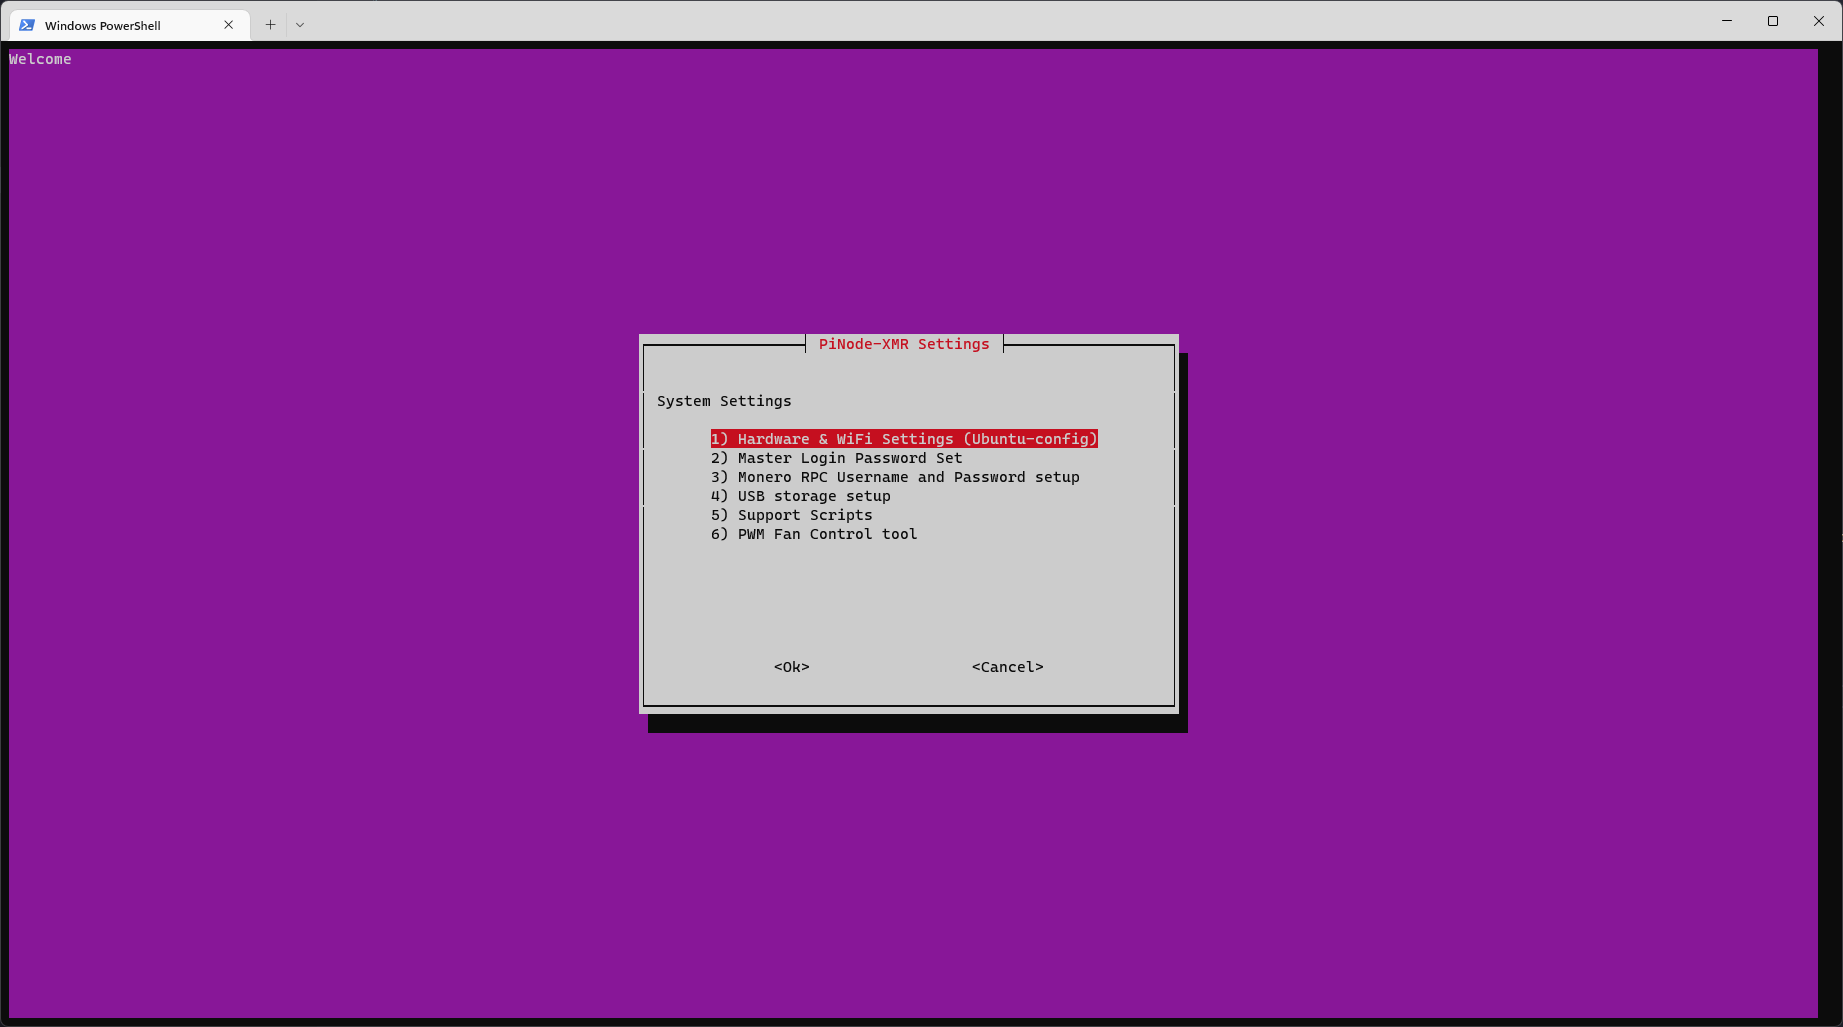 Windows PowerShell
Welcome
PiNode-XMR Settings
System Settings
1) Hardware & WiFi Settings (Ubuntu-config)
2) Master Login Password Set
3) Monero RPC Username and Password setup
4) USB storage setup
5) Support Scripts
6) PWM Fan Control tool
<Ok> <Cancel>